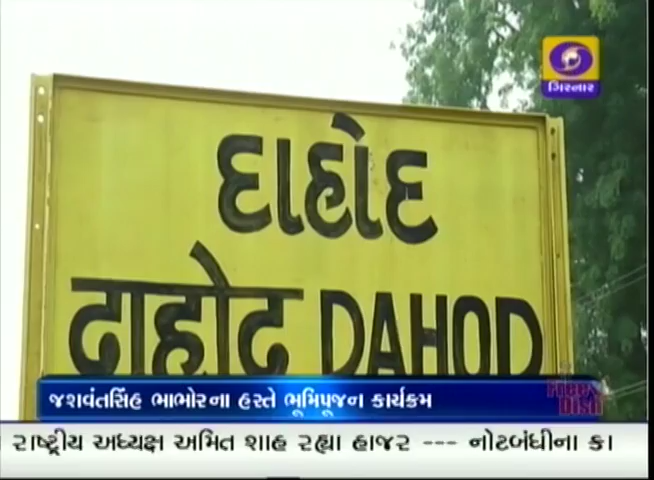 ગિરનાર
દાહોદ
दाहोद DAHOD
જશવંતસિંહ ભાભોરના હસ્તે ભૂમિપૂજન કાર્યક્રમ
Free Dish
રાષ્ટ્રીય અધ્યક્ષ અમિત શાહ રહ્યા હાજર --- નોટબંધીના કા